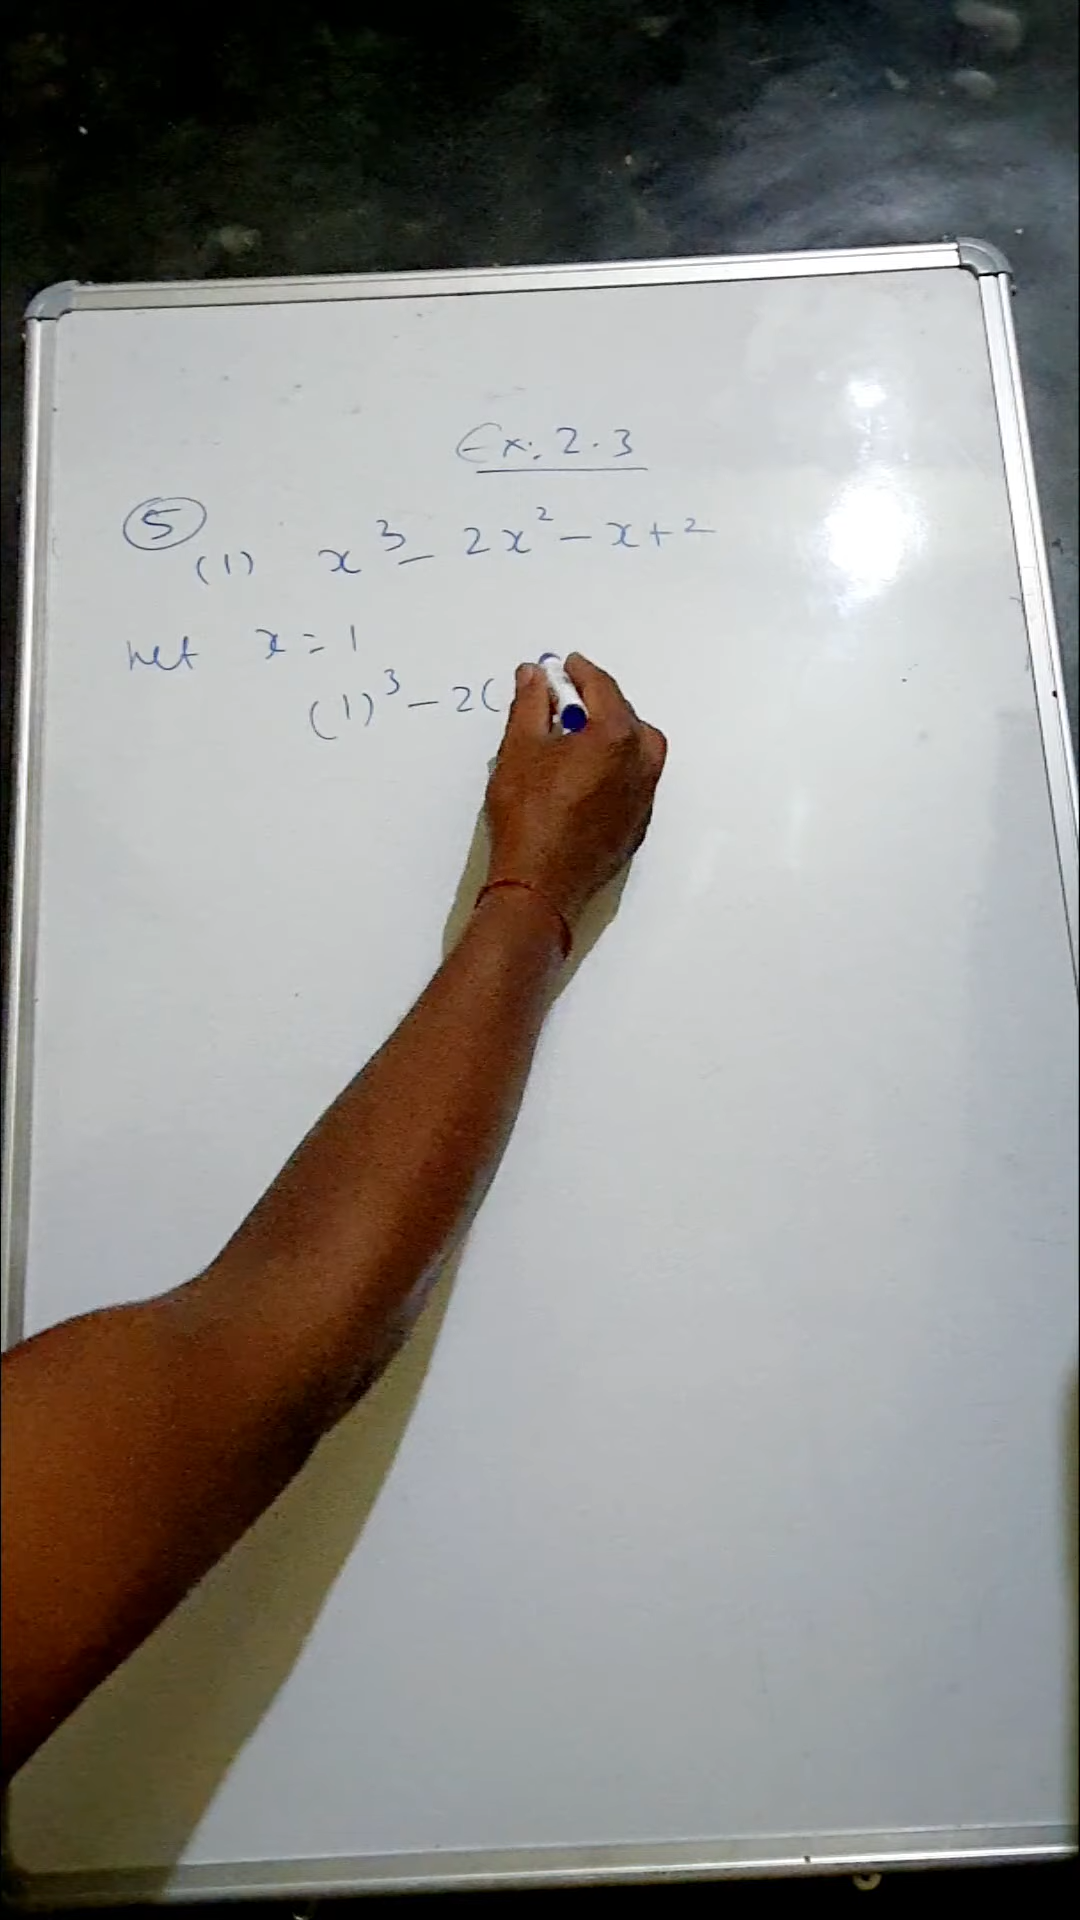 Ex. 2.3
5
(1) x³ - 2x² - x + 2
Let x = 1
(1)³ - 2(